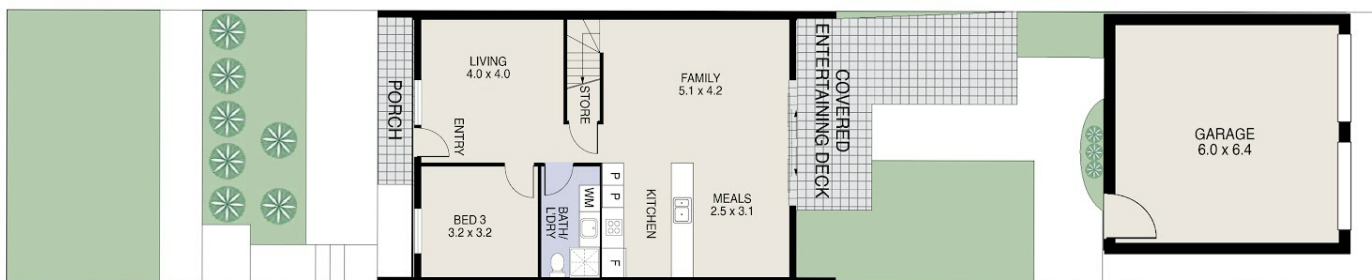 PORCH
LIVING
4.0 x 4.0
ENTRY
STORE
FAMILY
5.1 x 4.2
COVERED
ENTERTAINING DECK
GARAGE
6.0 x 6.4
BED 3
3.2 x 3.2
BATH/
L'DRY
WM
P
P
F
KITCHEN
MEALS
2.5 x 3.1